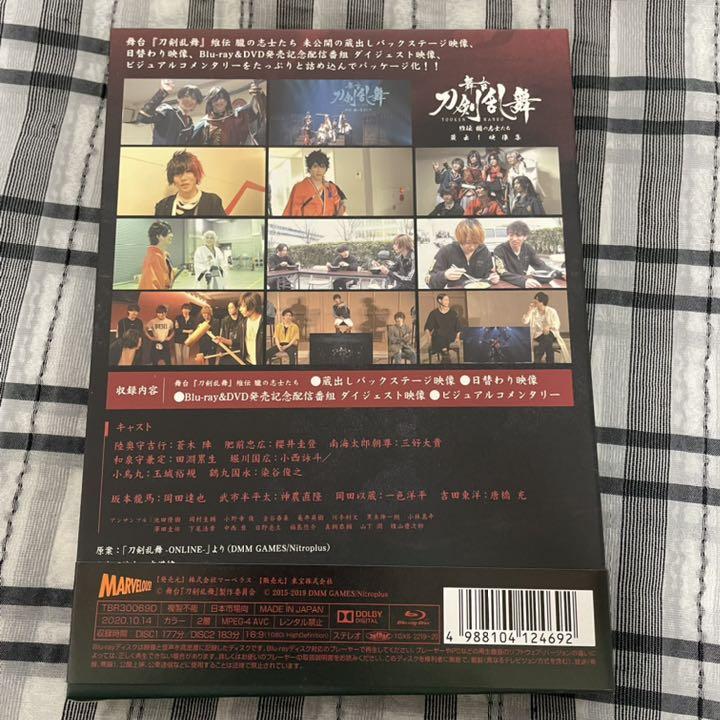 舞台『刀剣乱舞』維伝 朧の志士たち 未公開の蔵出しバックステージ映像、
日替わり映像、Blu-ray&DVD発売記念配信番組 ダイジェスト映像、
ビジュアルコメンタリーをたっぷりと詰め込んでパッケージ化！！
舞台
刀剣乱舞
TOUKEN RANBU
維伝 朧の志士たち
蔵出！映像集
収録内容
舞台『刀剣乱舞』維伝 朧の志士たち ●蔵出しバックステージ映像 ●日替わり映像
●Blu-ray&DVD発売記念配信番組 ダイジェスト映像 ●ビジュアルコメンタリー
キャスト
陸奥守吉行：蒼木 陣 肥前忠広：櫻井圭登 南海太郎朝尊：三好大貴
和泉守兼定：田淵累生 堀川国広：小西詠斗／
小烏丸：玉城裕規 鶴丸国永：染谷俊之
坂本龍馬：岡田達也 武市半平太：神農直隆 岡田以蔵：一色洋平 吉田東洋：唐橋 充
原案：「刀剣乱舞 -ONLINE-」より(DMM GAMES/Nitroplus)
MARVELOUS!
【発売元】株式会社マーベラス 【販売元】東宝株式会社
© 舞台『刀剣乱舞』製作委員会 © 2015-2019 DMM GAMES/Nitroplus
TBR30069D 複製不能 日本市場向 MADE IN JAPAN
2020.10.14 カラー 2層 MPEG-4 AVC レンタル禁止
収録時間 DISC1 177分 DISC2 183分 16:9(1080i High Definition) ステレオ
DOLBY DIGITAL
Blu-ray Disc
4 988104 124692